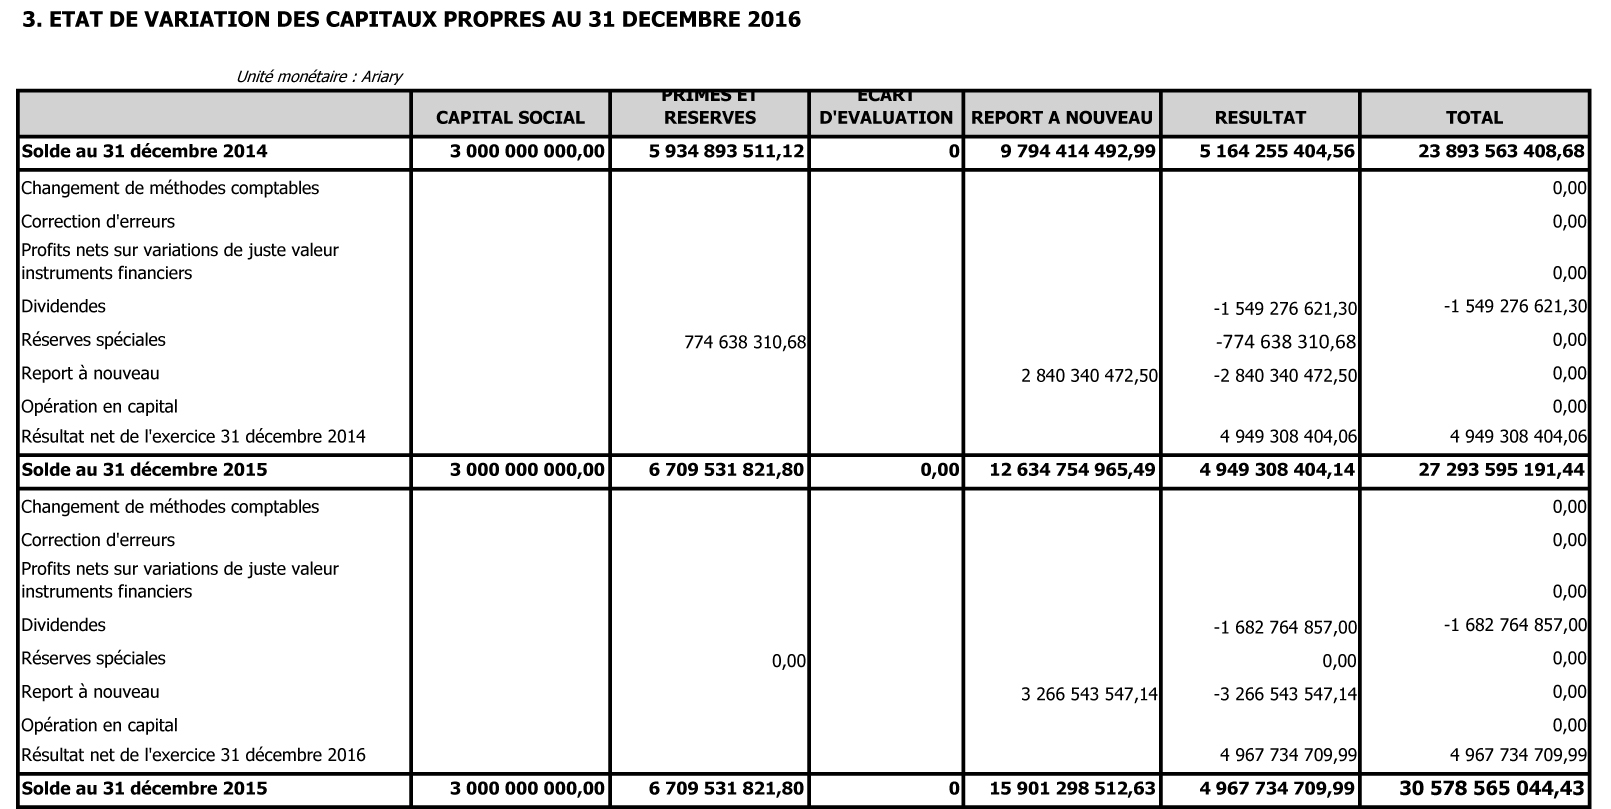 3. ETAT DE VARIATION DES CAPITAUX PROPRES AU 31 DECEMBRE 2016
Unité monétaire : Ariary
CAPITAL SOCIAL PRIMES ET RESERVES ECART D'EVALUATION REPORT A NOUVEAU RESULTAT TOTAL
Solde au 31 décembre 2014 3 000 000 000,00 5 934 893 511,12 0 9 794 414 492,99 5 164 255 404,56 23 893 563 408,68
Changement de méthodes comptables 0,00
Correction d'erreurs 0,00
Profits nets sur variations de juste valeur
instruments financiers 0,00
Dividendes -1 549 276 621,30 -1 549 276 621,30
Réserves spéciales 774 638 310,68 -774 638 310,68 0,00
Report à nouveau 2 840 340 472,50 -2 840 340 472,50 0,00
Opération en capital 0,00
Résultat net de l'exercice 31 décembre 2014 4 949 308 404,06 4 949 308 404,06
Solde au 31 décembre 2015 3 000 000 000,00 6 709 531 821,80 0,00 12 634 754 965,49 4 949 308 404,14 27 293 595 191,44
Changement de méthodes comptables 0,00
Correction d'erreurs 0,00
Profits nets sur variations de juste valeur
instruments financiers 0,00
Dividendes -1 682 764 857,00 -1 682 764 857,00
Réserves spéciales 0,00 0,00 0,00
Report à nouveau 3 266 543 547,14 -3 266 543 547,14 0,00
Opération en capital 0,00
Résultat net de l'exercice 31 décembre 2016 4 967 734 709,99 4 967 734 709,99
Solde au 31 décembre 2015 3 000 000 000,00 6 709 531 821,80 0 15 901 298 512,63 4 967 734 709,99 30 578 565 044,43